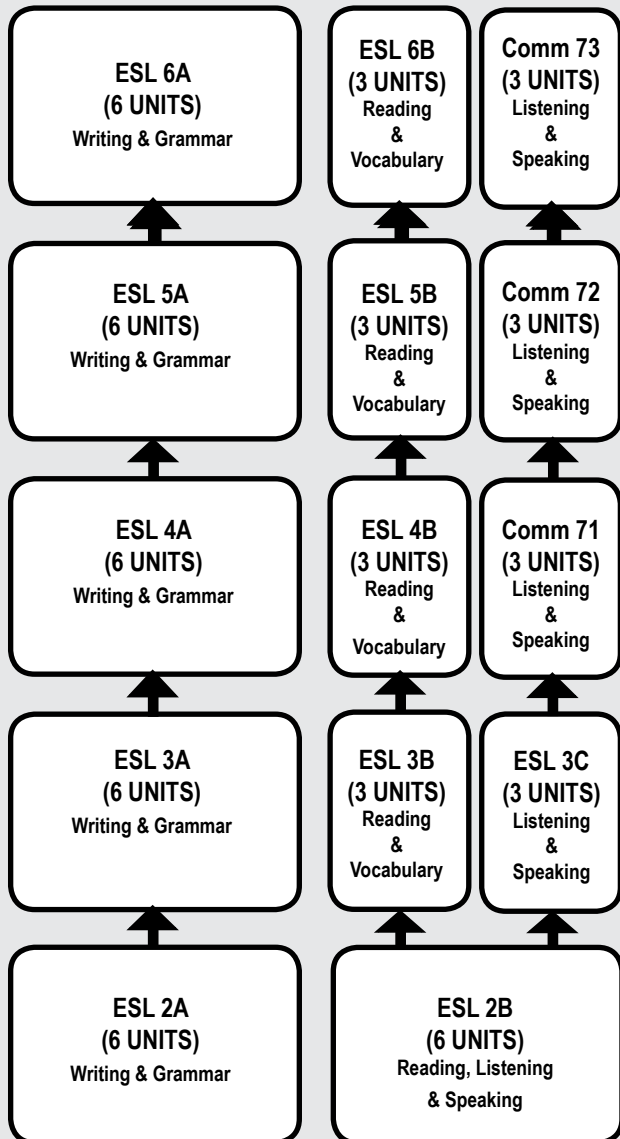 ESL 6A
(6 UNITS)
Writing & Grammar
ESL 6B
(3 UNITS)
Reading
&
Vocabulary
Comm 73
(3 UNITS)
Listening
&
Speaking
ESL 5A
(6 UNITS)
Writing & Grammar
ESL 5B
(3 UNITS)
Reading
&
Vocabulary
Comm 72
(3 UNITS)
Listening
&
Speaking
ESL 4A
(6 UNITS)
Writing & Grammar
ESL 4B
(3 UNITS)
Reading
&
Vocabulary
Comm 71
(3 UNITS)
Listening
&
Speaking
ESL 3A
(6 UNITS)
Writing & Grammar
ESL 3B
(3 UNITS)
Reading
&
Vocabulary
ESL 3C
(3 UNITS)
Listening
&
Speaking
ESL 2A
(6 UNITS)
Writing & Grammar
ESL 2B
(6 UNITS)
Reading, Listening
& Speaking